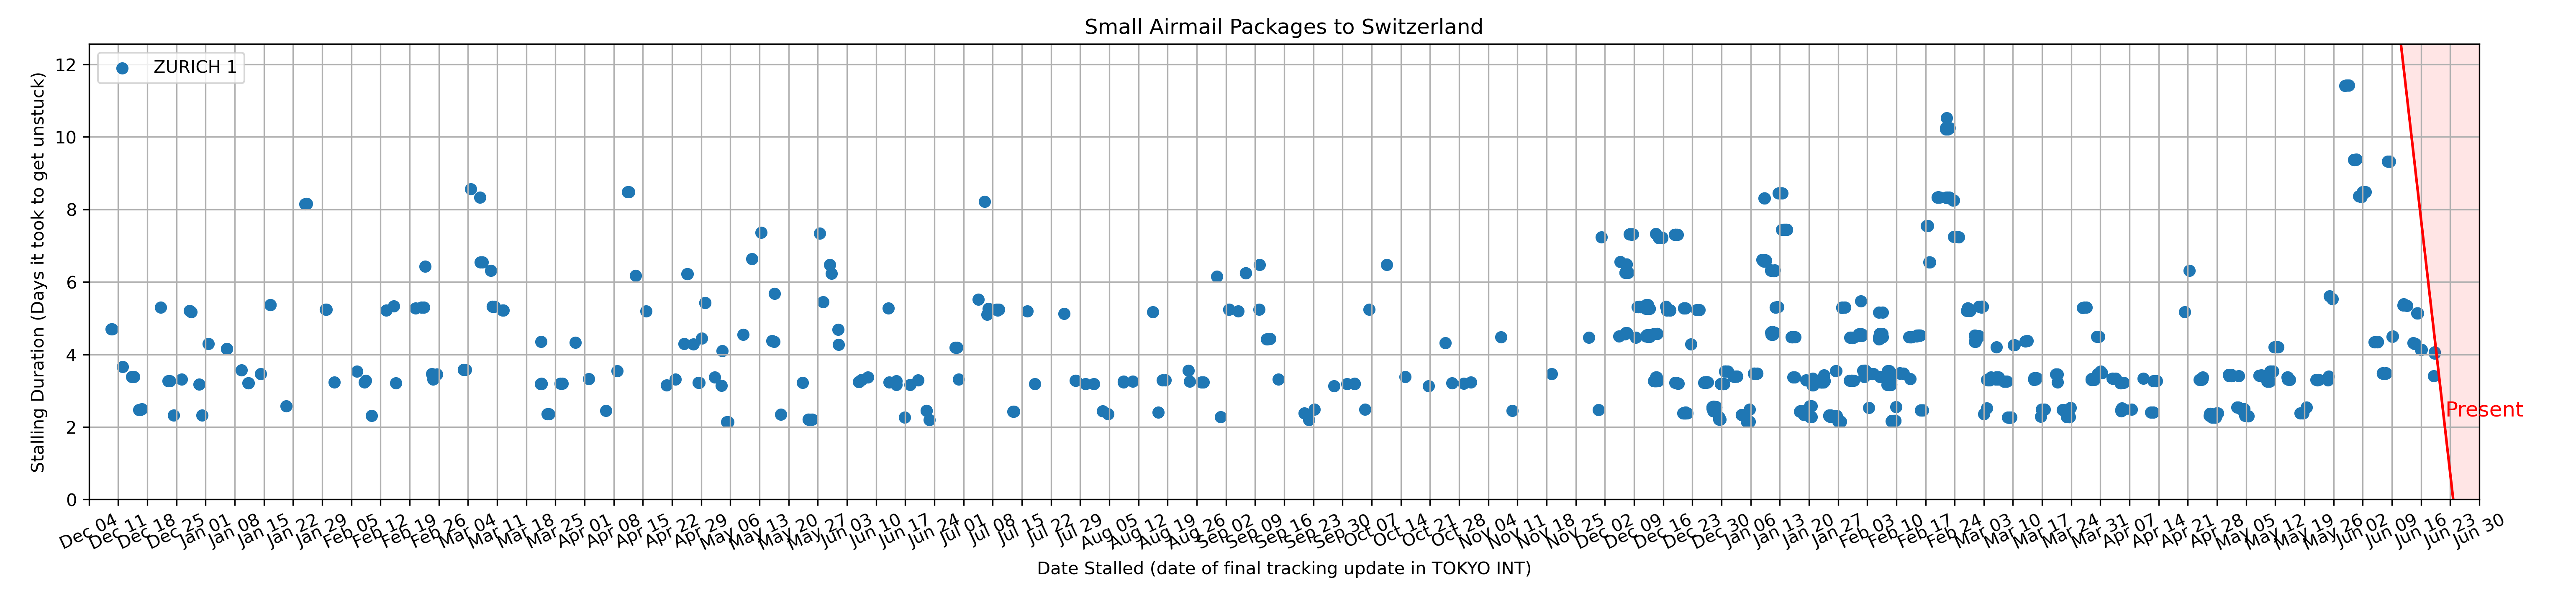 Small Airmail Packages to Switzerland
ZURICH 1
Stalling Duration (Days it took to get unstuck)
12
10
8
6
4
2
0
Present
Dec 04 Dec 11 Dec 18 Dec 25 Jan 01 Jan 08 Jan 15 Jan 22 Jan 29 Feb 05 Feb 12 Feb 19 Feb 26 Mar 04 Mar 11 Mar 18 Mar 25 Apr 01 Apr 08 Apr 15 Apr 22 Apr 29 May 06 May 13 May 20 May 27 Jun 03 Jun 10 Jun 17 Jun 24 Jul 01 Jul 08 Jul 15 Jul 22 Jul 29 Aug 05 Aug 12 Aug 19 Aug 26 Sep 02 Sep 09 Sep 16 Sep 23 Sep 30 Oct 07 Oct 14 Oct 21 Oct 28 Nov 04 Nov 11 Nov 18 Nov 25 Dec 02 Dec 09 Dec 16 Dec 23 Dec 30 Jan 06 Jan 13 Jan 20 Jan 27 Feb 03 Feb 10 Feb 17 Feb 24 Mar 03 Mar 10 Mar 17 Mar 24 Mar 31 Apr 07 Apr 14 Apr 21 Apr 28 May 05 May 12 May 19 May 26 Jun 02 Jun 09 Jun 16 Jun 23 Jun 30
Date Stalled (date of final tracking update in TOKYO INT)